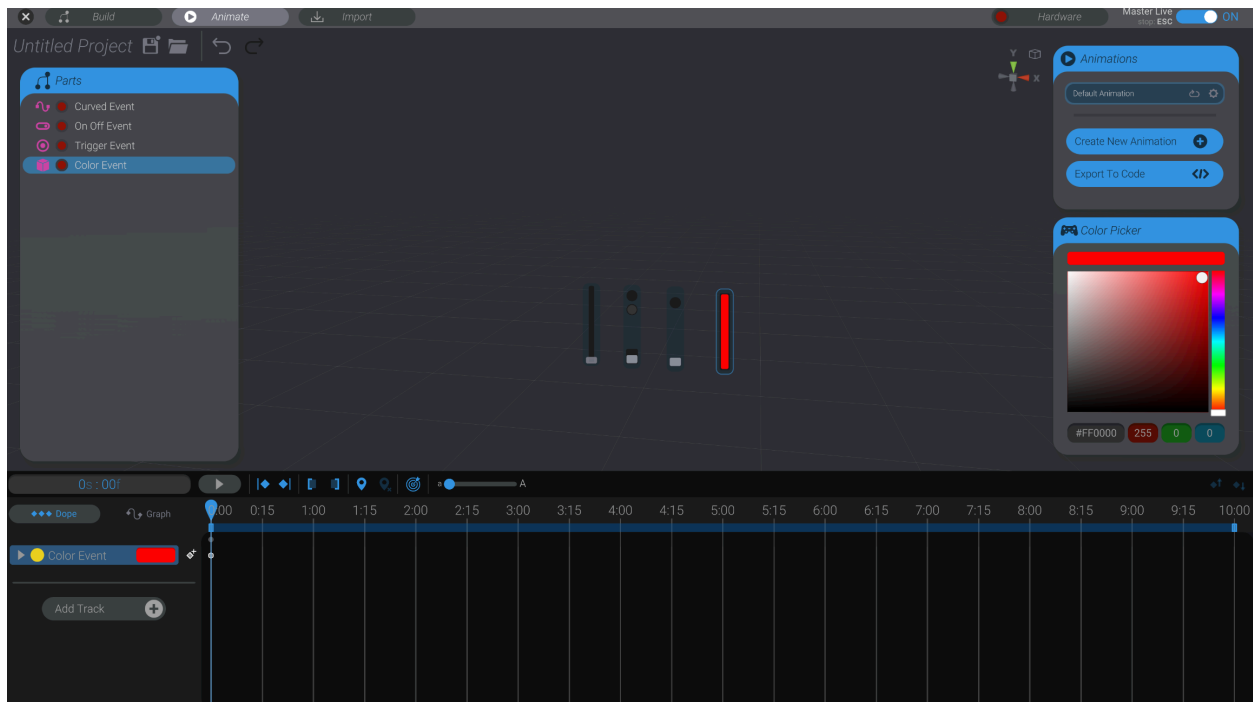 Build
Animate
Import
Hardware
Master Live
stop: ESC
ON
Untitled Project
Parts
Curved Event
On Off Event
Trigger Event
Color Event
Y
X
Animations
Default Animation
Create New Animation
Export To Code
Color Picker
#FF0000 255 0 0
0s : 00f
a A
Dope
Graph
0:00 0:15 1:00 1:15 2:00 2:15 3:00 3:15 4:00 4:15 5:00 5:15 6:00 6:15 7:00 7:15 8:00 8:15 9:00 9:15 10:00
Color Event
Add Track